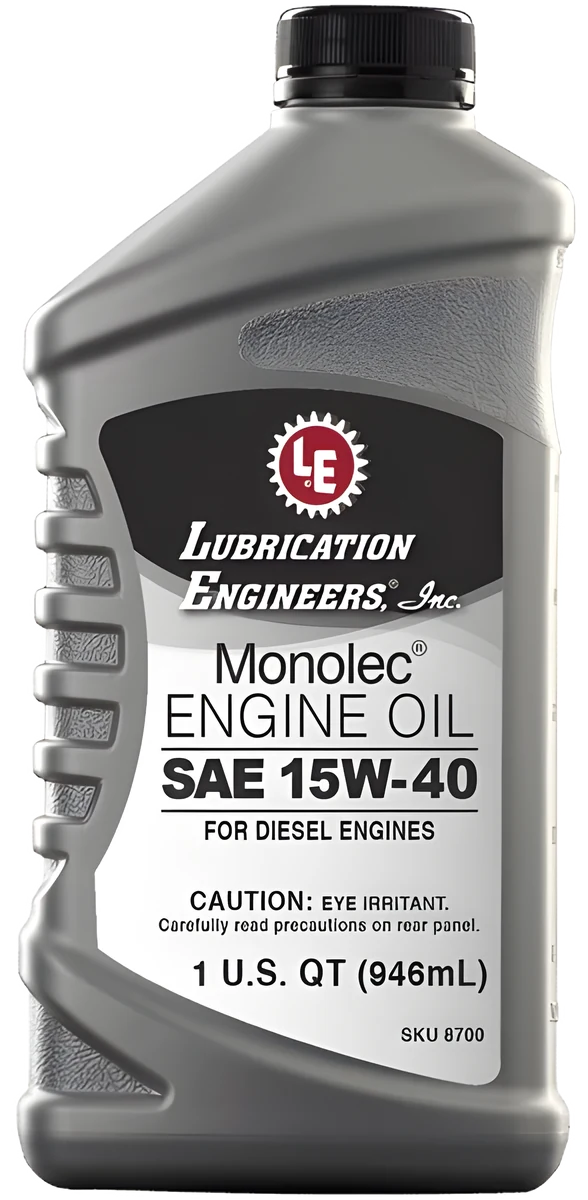 LE
LUBRICATION
ENGINEERS,® Inc.
Monolec®
ENGINE OIL
SAE 15W-40
FOR DIESEL ENGINES
CAUTION: EYE IRRITANT.
Carefully read precautions on rear panel.
1 U.S. QT (946mL)
SKU 8700